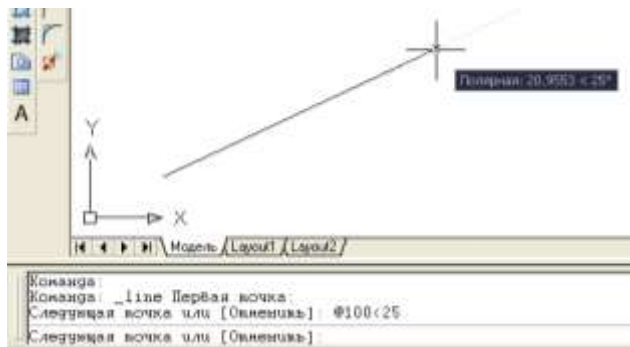 A
Полярная: 20,9553 < 25°
Y
X
Модель Layout1 Layout2
Команда:
Команда: _line Первая точка:
Следующая точка или [Отменить]: @100<25
Следующая точка или [Отменить]: